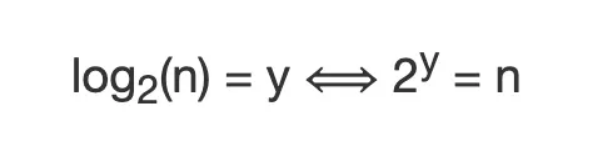 log₂(n) = y ⟺ 2ʸ = n